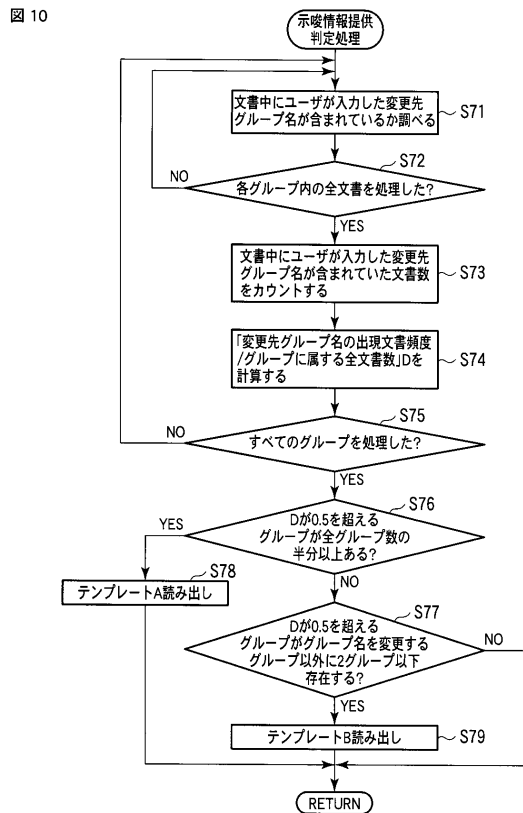 図 10
示唆情報提供
判定処理
文書中にユーザが入力した変更先
グループ名が含まれているか調べる
S71
S72
NO
各グループ内の全文書を処理した?
YES
文書中にユーザが入力した変更先
グループ名が含まれていた文書数
をカウントする
S73
「変更先グループ名の出現文書頻度
/グループに属する全文書数」Dを
計算する
S74
S75
NO
すべてのグループを処理した?
YES
S76
YES
Dが0.5を超える
グループが全グループ数の
半分以上ある?
NO
S78
テンプレートA読み出し
S77
Dが0.5を超える
グループがグループ名を変更する
グループ以外に2グループ以下
存在する?
NO
YES
テンプレートB読み出し
S79
RETURN